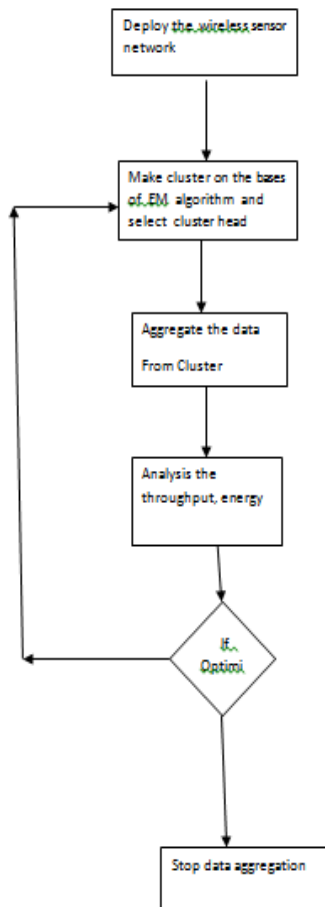 Deploy the wireless sensor
network
Make cluster on the bases
of EM algorithm and
select cluster head
Aggregate the data
From Cluster
Analysis the
throughput, energy
If
Optimi
Stop data aggregation